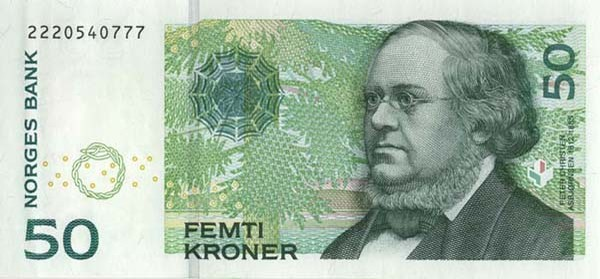 2220540777
NORGES BANK
50
FEMTI
KRONER
50